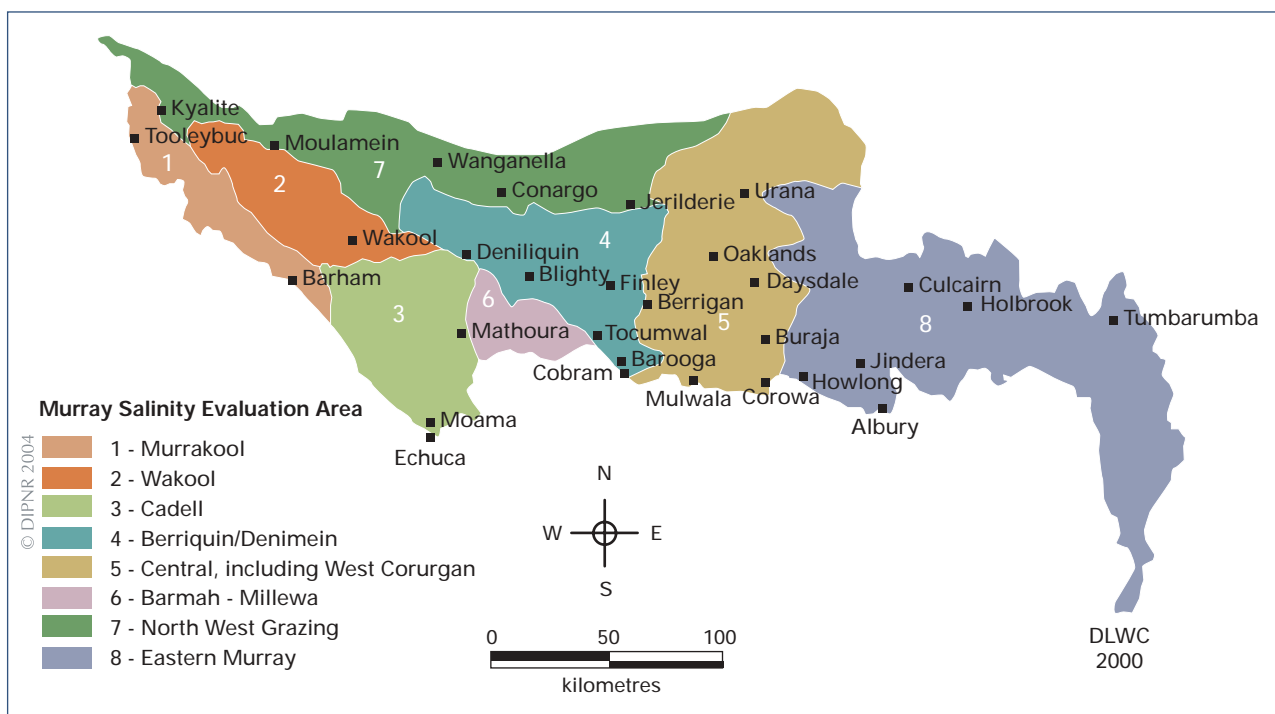 Kyalite
Tooleybuc
1
Moulamein
2
7
Wanganella
Conargo
Jerilderie
Urana
Wakool
Deniliquin
4
Oaklands
Barham
Blighty
Finley
Daysdale
Culcairn
Berrigan
Holbrook
3
6
5
8
Tumbarumba
Mathoura
Tocumwal
Buraja
Barooga
Jindera
Cobram
Mulwala
Corowa
Howlong
Albury
Moama
Echuca
Murray Salinity Evaluation Area
1 - Murrakool
2 - Wakool
3 - Cadell
4 - Berriquin/Denimein
5 - Central, including West Corurgan
6 - Barmah - Millewa
7 - North West Grazing
8 - Eastern Murray
© DIPNR 2004
N
W E
S
0 50 100
kilometres
DLWC
2000